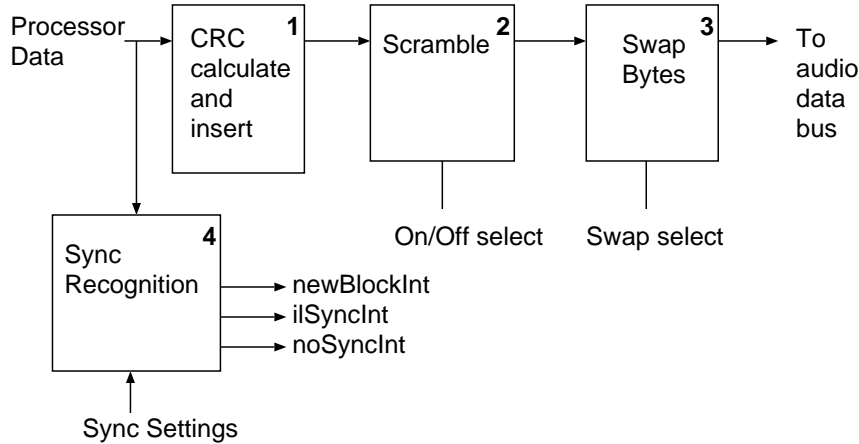 Processor
Data
1
CRC
calculate
and
insert
2
Scramble
3
Swap
Bytes
To
audio
data
bus
On/Off select
Swap select
4
Sync
Recognition
newBlockInt
ilSyncInt
noSyncInt
Sync Settings